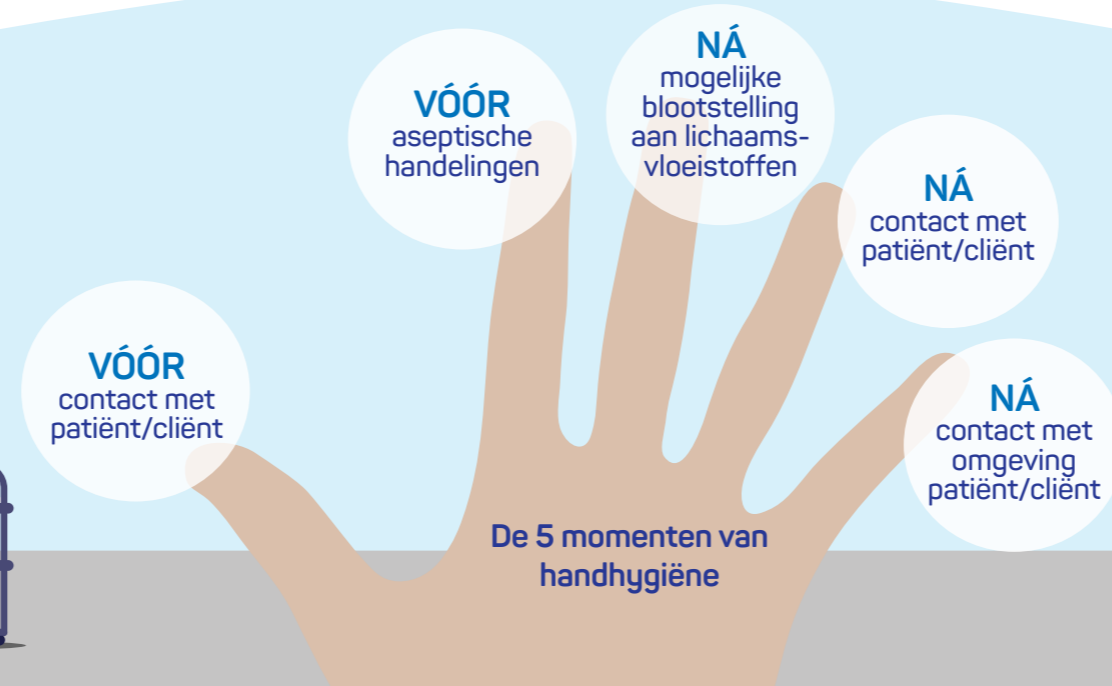 VÓÓR
contact met
patiënt/cliënt
VÓÓR
aseptische
handelingen
NÁ
mogelijke
blootstelling
aan lichaams-
vloeistoffen
NÁ
contact met
patiënt/cliënt
NÁ
contact met
omgeving
patiënt/cliënt
De 5 momenten van
handhygiëne